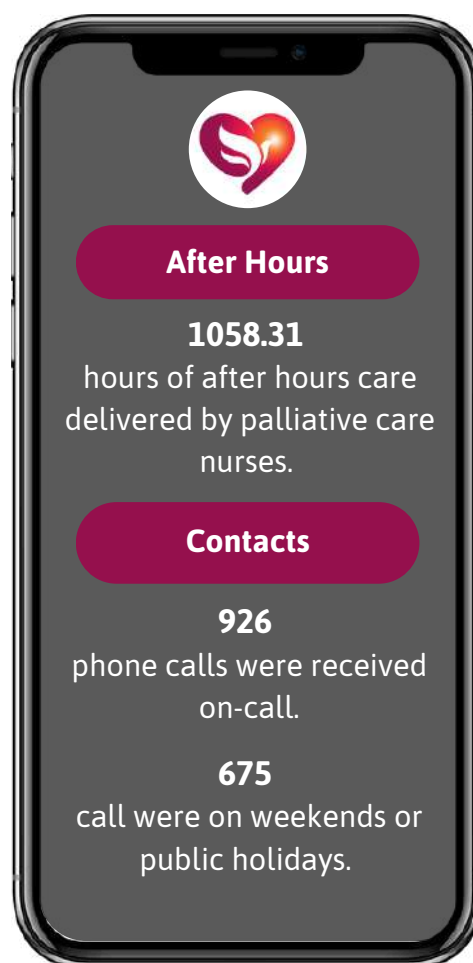 After Hours
1058.31
hours of after hours care
delivered by palliative care
nurses.
Contacts
926
phone calls were received
on-call.
675
call were on weekends or
public holidays.